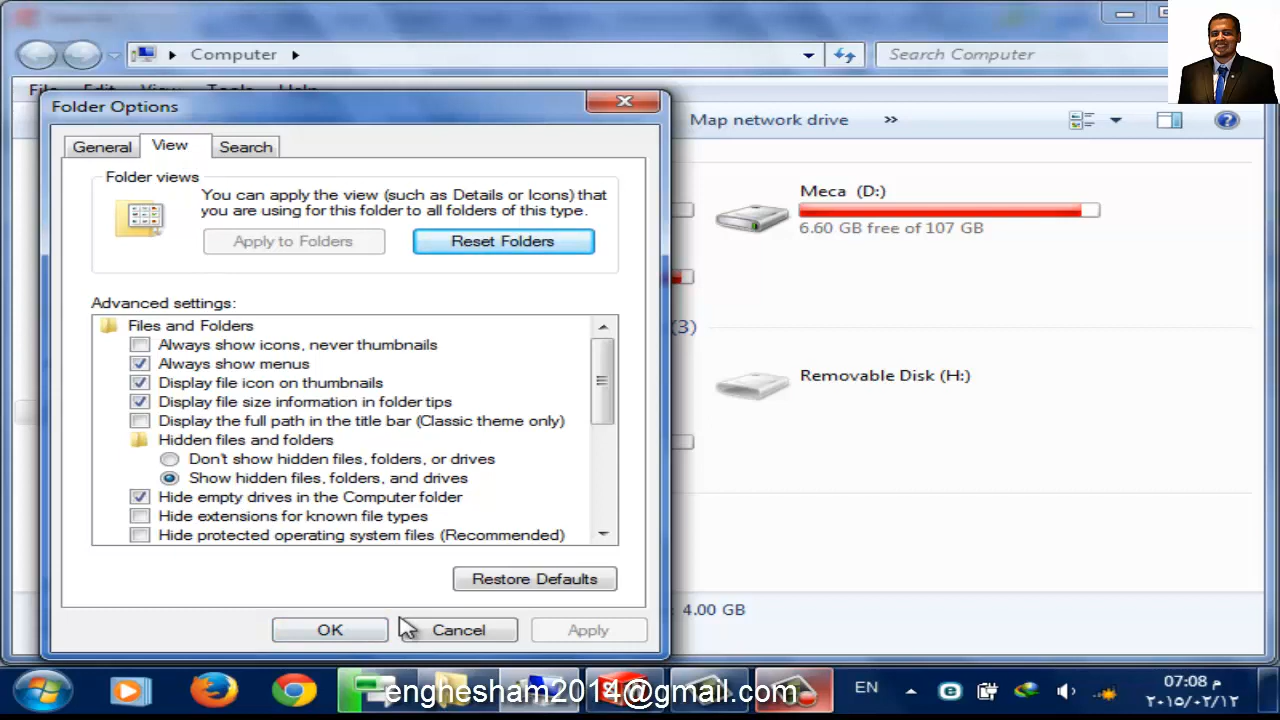 Computer
Search Computer
File Edit View Tools Help
Folder Options
Map network drive »
General View Search
Folder views
You can apply the view (such as Details or Icons) that
you are using for this folder to all folders of this type.
Apply to Folders Reset Folders
Meca (D:)
6.60 GB free of 107 GB
Advanced settings:
Files and Folders
Always show icons, never thumbnails
Always show menus
Display file icon on thumbnails
Display file size information in folder tips
Display the full path in the title bar (Classic theme only)
Hidden files and folders
Don't show hidden files, folders, or drives
Show hidden files, folders, and drives
Hide empty drives in the Computer folder
Hide extensions for known file types
Hide protected operating system files (Recommended)
(3)
Removable Disk (H:)
Restore Defaults
4.00 GB
OK Cancel Apply
enghesham2014@gmail.com
EN
07:08 م
٢٠١٥/٠٢/١٢